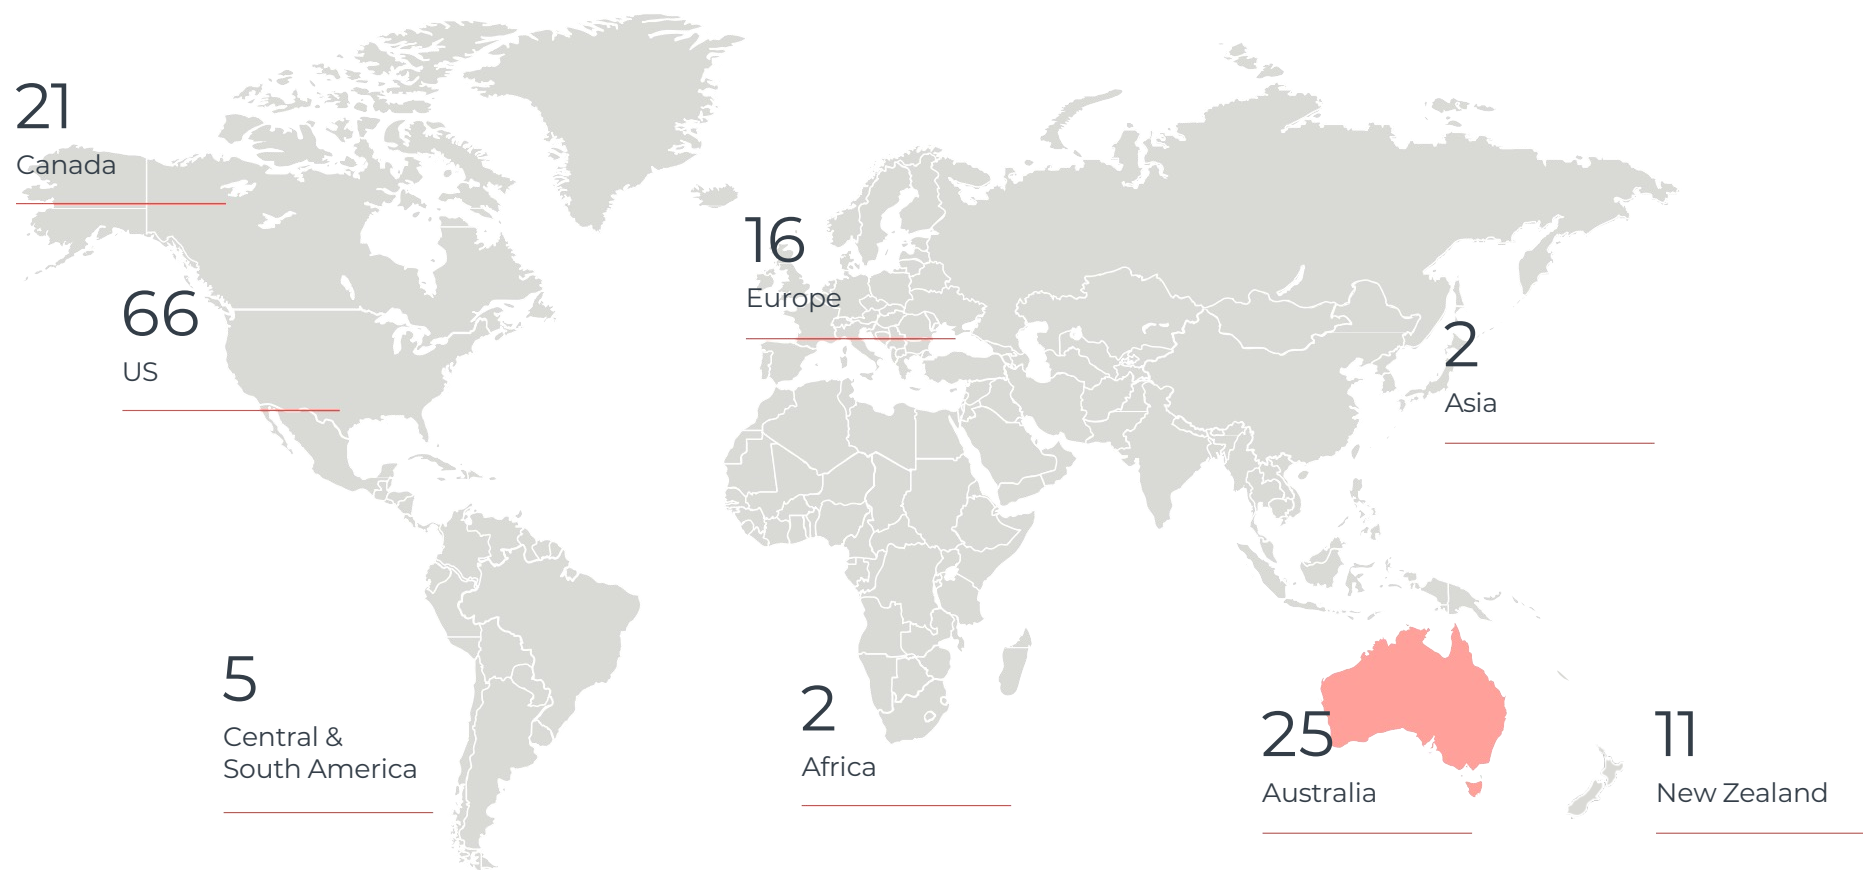 21
Canada
66
US
16
Europe
2
Asia
5
Central &
South America
2
Africa
25
Australia
11
New Zealand